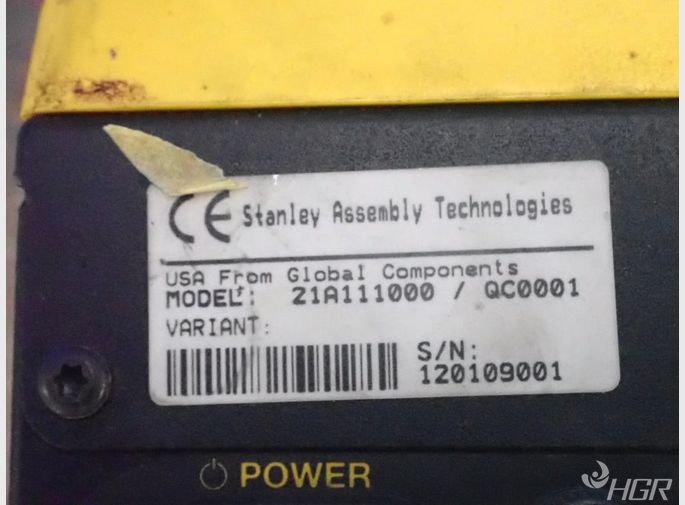 CE Stanley Assembly Technologies
USA From Global Components
MODEL: 21A111000 / QC0001
VARIANT:
S/N:
120109001
POWER
HGR